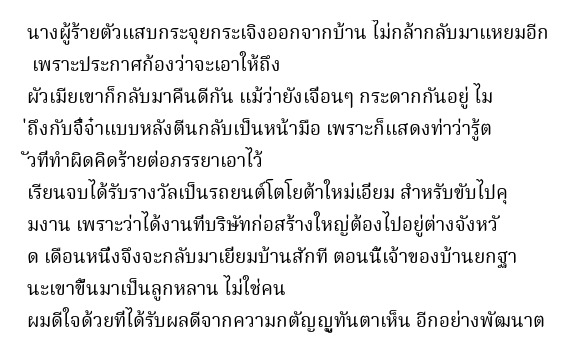 นางผู้ร้ายตัวแสบกระจุยกระเจิงออกจากบ้าน ไม่กล้ากลับมาแหยมอีก
เพราะประกาศก้องว่าจะเอาให้ถึง
ผัวเมียเขาก็กลับมาคืนดีกัน แม้ว่ายังเจื่อนๆ กระดากกันอยู่ ไม
่ถึงกับจี๋จ๋าแบบหลังตีนกลับเป็นหน้ามือ เพราะก็แสดงท่าว่ารู้ต
ัวที่ทำผิดคิดร้ายต่อภรรยาเอาไว้
เรียนจบได้รับรางวัลเป็นรถยนต์โตโยต้าใหม่เอี่ยม สำหรับขับไปคุ
มงาน เพราะว่าได้งานที่บริษัทก่อสร้างใหญ่ต้องไปอยู่ต่างจังหวั
ด เดือนหนึ่งจึงจะกลับมาเยี่ยมบ้านสักที ตอนนี้เจ้าของบ้านยกฐา
นะเขาขึ้นมาเป็นลูกหลาน ไม่ใช่คน
ผมดีใจด้วยที่ได้รับผลดีจากความกตัญญูทันตาเห็น อีกอย่างพัฒนาต